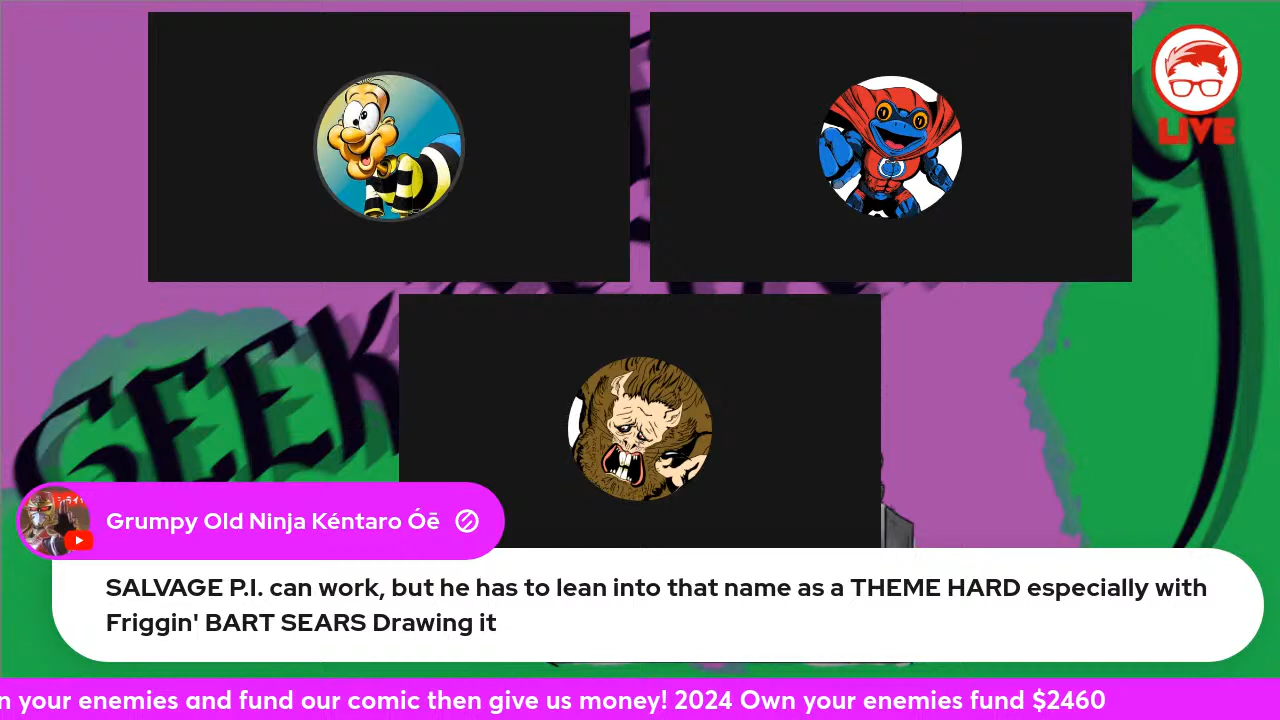 LIVE
GEEK
Grumpy Old Ninja Kéntaro Óē
SALVAGE P.I. can work, but he has to lean into that name as a THEME HARD especially with
Friggin' BART SEARS Drawing it
n your enemies and fund our comic then give us money! 2024 Own your enemies fund $2460